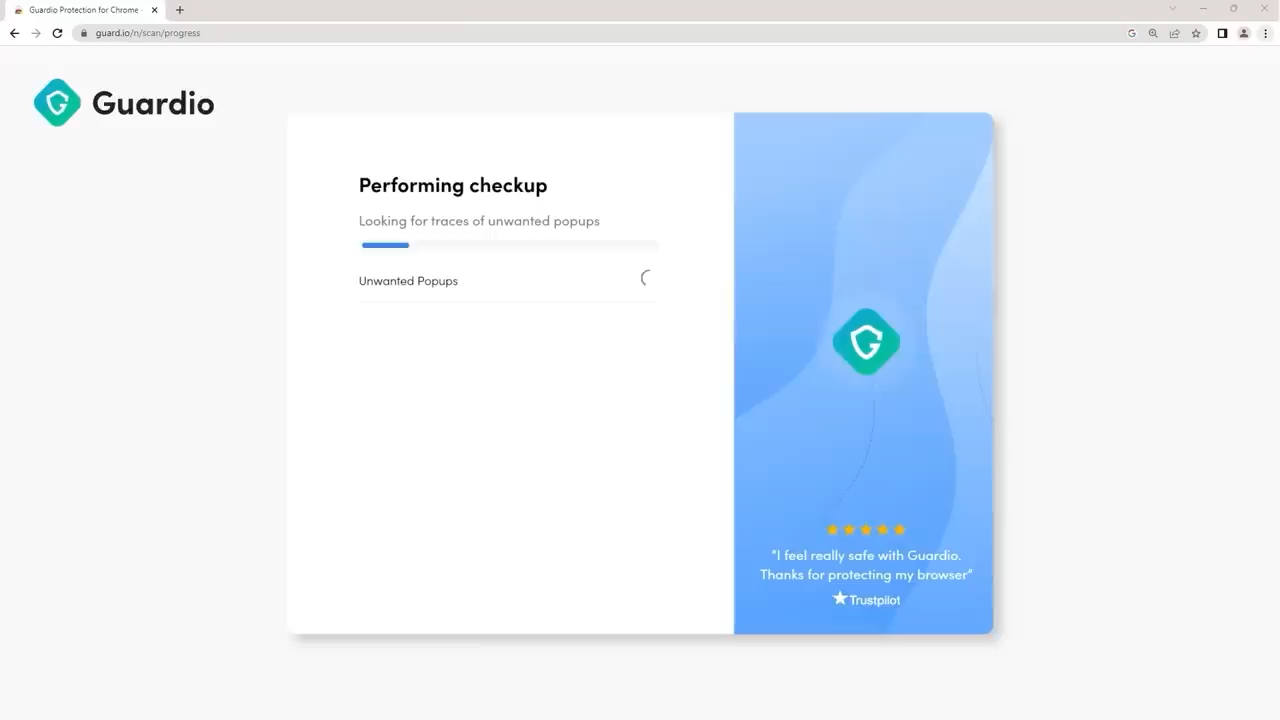 Guardio Protection for Chrome
guard.io/n/scan/progress
Guardio
Performing checkup
Looking for traces of unwanted popups
Unwanted Popups
“I feel really safe with Guardio.
Thanks for protecting my browser”
Trustpilot